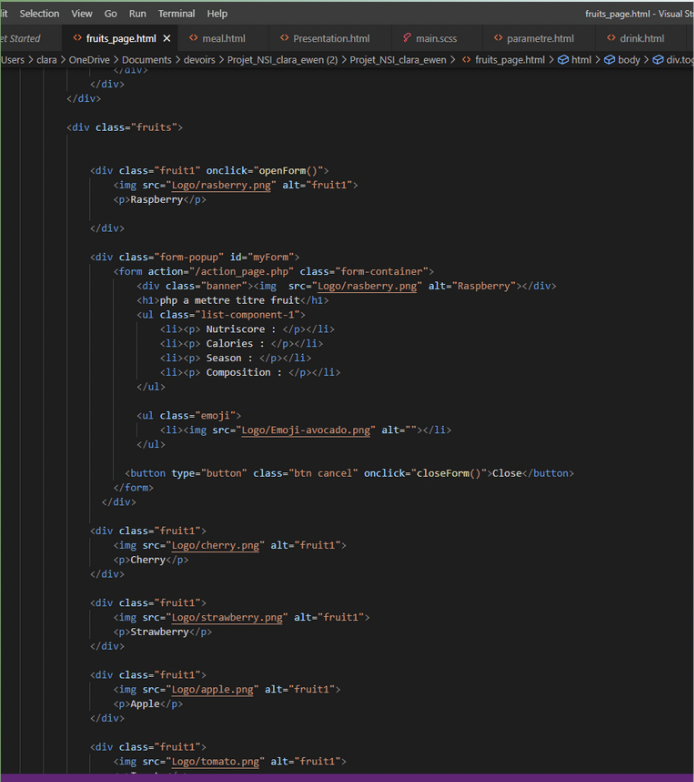 it Selection View Go Run Terminal Help fruits_page.html - Visual St
et Started fruits_page.html meal.html Presentation.html main.scss parametre.html drink.html
Users > clara > OneDrive > Documents > devoirs > Projet_NSI_clara_ewen (2) > Projet_NSI_clara_ewen > fruits_page.html > html > body > div.tog
</div>
</div>
</div>
<div class="fruits">
<div class="fruit1" onclick="openForm()">
<img src="Logo/rasberry.png" alt="fruit1">
<p>Raspberry</p>
</div>
<div class="form-popup" id="myForm">
<form action="/action_page.php" class="form-container">
<div class="banner"><img  src="Logo/rasberry.png" alt="Raspberry"></div>
<h1>php a mettre titre fruit</h1>
<ul class="list-component-1">
<li><p> Nutriscore : </p></li>
<li><p> Calories : </p></li>
<li><p> Season : </p></li>
<li><p> Composition : </p></li>
</ul>
<ul class="emoji">
<li><img src="Logo/Emoji-avocado.png" alt=""></li>
</ul>
<button type="button" class="btn cancel" onclick="closeForm()">Close</button>
</form>
</div>
<div class="fruit1">
<img src="Logo/cherry.png" alt="fruit1">
<p>Cherry</p>
</div>
<div class="fruit1">
<img src="Logo/strawberry.png" alt="fruit1">
<p>Strawberry</p>
</div>
<div class="fruit1">
<img src="Logo/apple.png" alt="fruit1">
<p>Apple</p>
</div>
<div class="fruit1">
<img src="Logo/tomato.png" alt="fruit1">